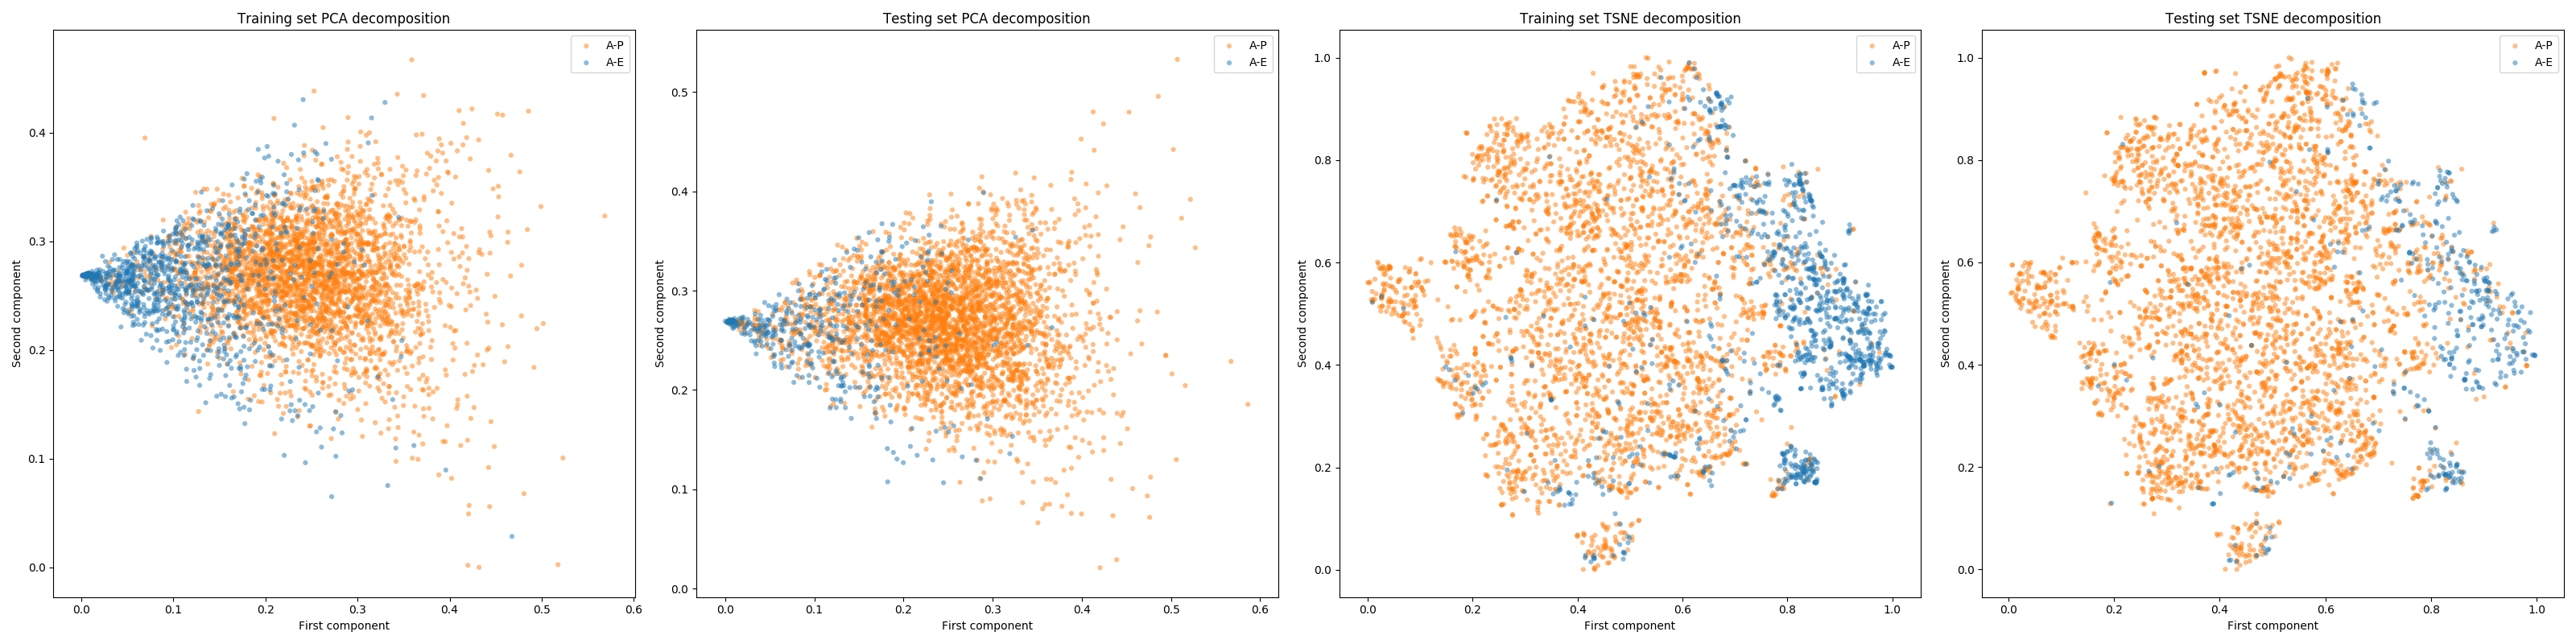 Training set PCA decomposition
A-P
A-E
0.4
0.3
0.2
0.1
0.0
Second component
0.0 0.1 0.2 0.3 0.4 0.5 0.6
First component
Testing set PCA decomposition
A-P
A-E
0.5
0.4
0.3
0.2
0.1
0.0
Second component
0.0 0.1 0.2 0.3 0.4 0.5 0.6
First component
Training set TSNE decomposition
A-P
A-E
1.0
0.8
0.6
0.4
0.2
0.0
Second component
0.0 0.2 0.4 0.6 0.8 1.0
First component
Testing set TSNE decomposition
A-P
A-E
1.0
0.8
0.6
0.4
0.2
0.0
Second component
0.0 0.2 0.4 0.6 0.8 1.0
First component